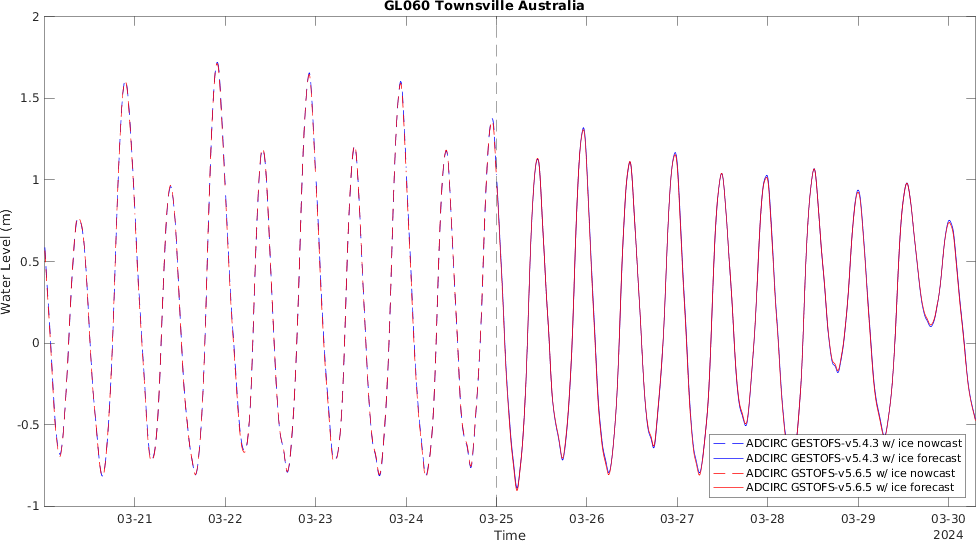 GL060 Townsville Australia
2
1.5
1
0.5
0
-0.5
-1
Water Level (m)
ADCIRC GESTOFS-v5.4.3 w/ ice nowcast
ADCIRC GESTOFS-v5.4.3 w/ ice forecast
ADCIRC GSTOFS-v5.6.5 w/ ice nowcast
ADCIRC GSTOFS-v5.6.5 w/ ice forecast
03-21 03-22 03-23 03-24 03-25 03-26 03-27 03-28 03-29 03-30
2024
Time